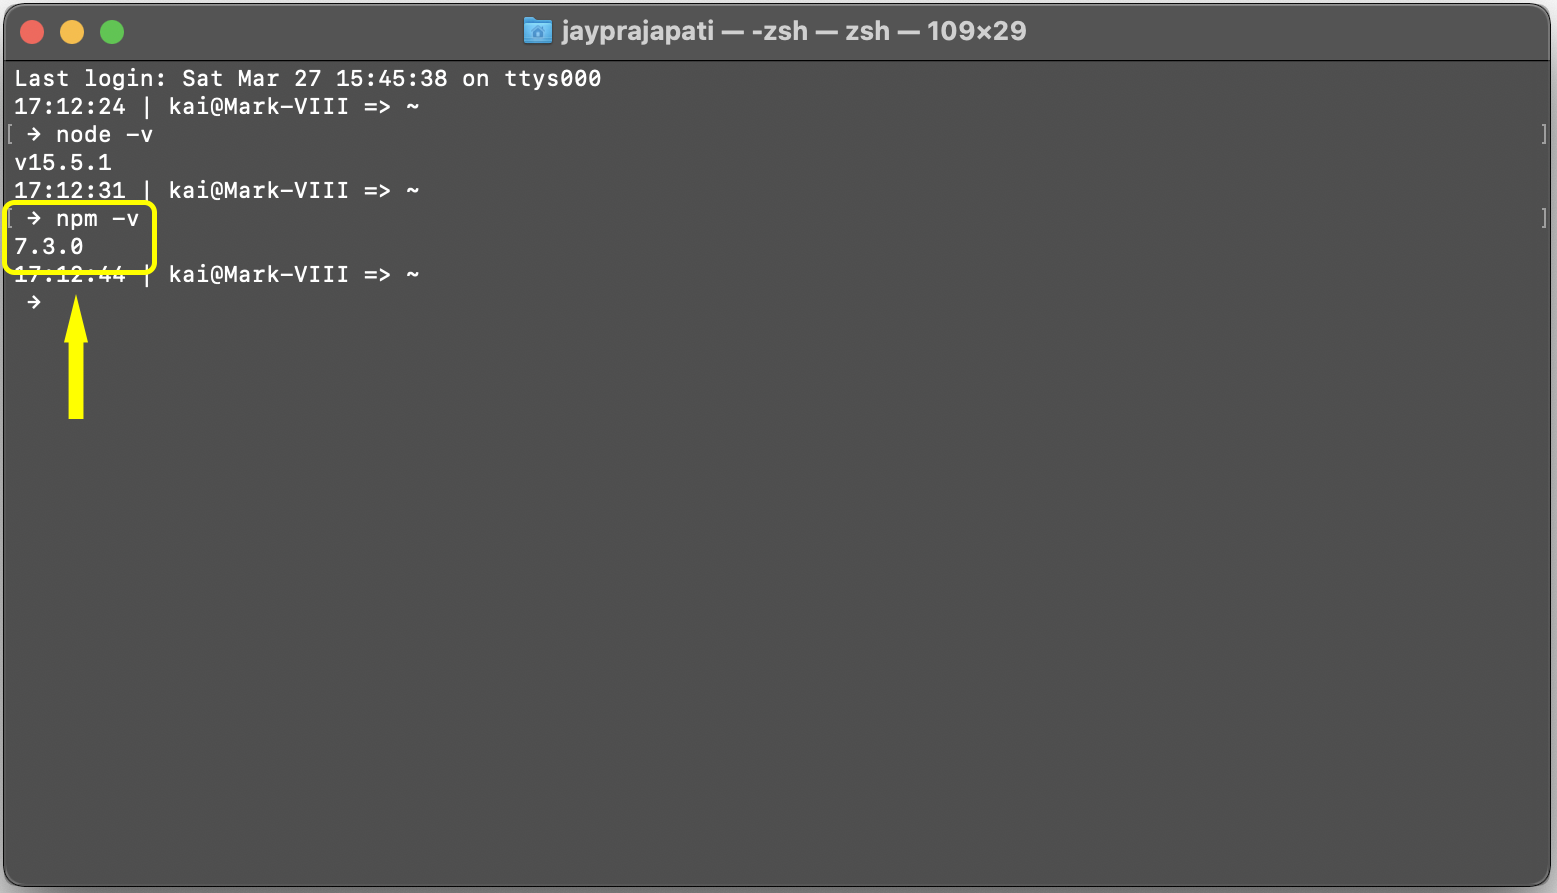 jayprajapati — -zsh — zsh — 109×29
Last login: Sat Mar 27 15:45:38 on ttys000
17:12:24 | kai@Mark-VIII => ~
[ → node -v ]
v15.5.1
17:12:31 | kai@Mark-VIII => ~
[ → npm -v ]
7.3.0
17:12:44 | kai@Mark-VIII => ~
→